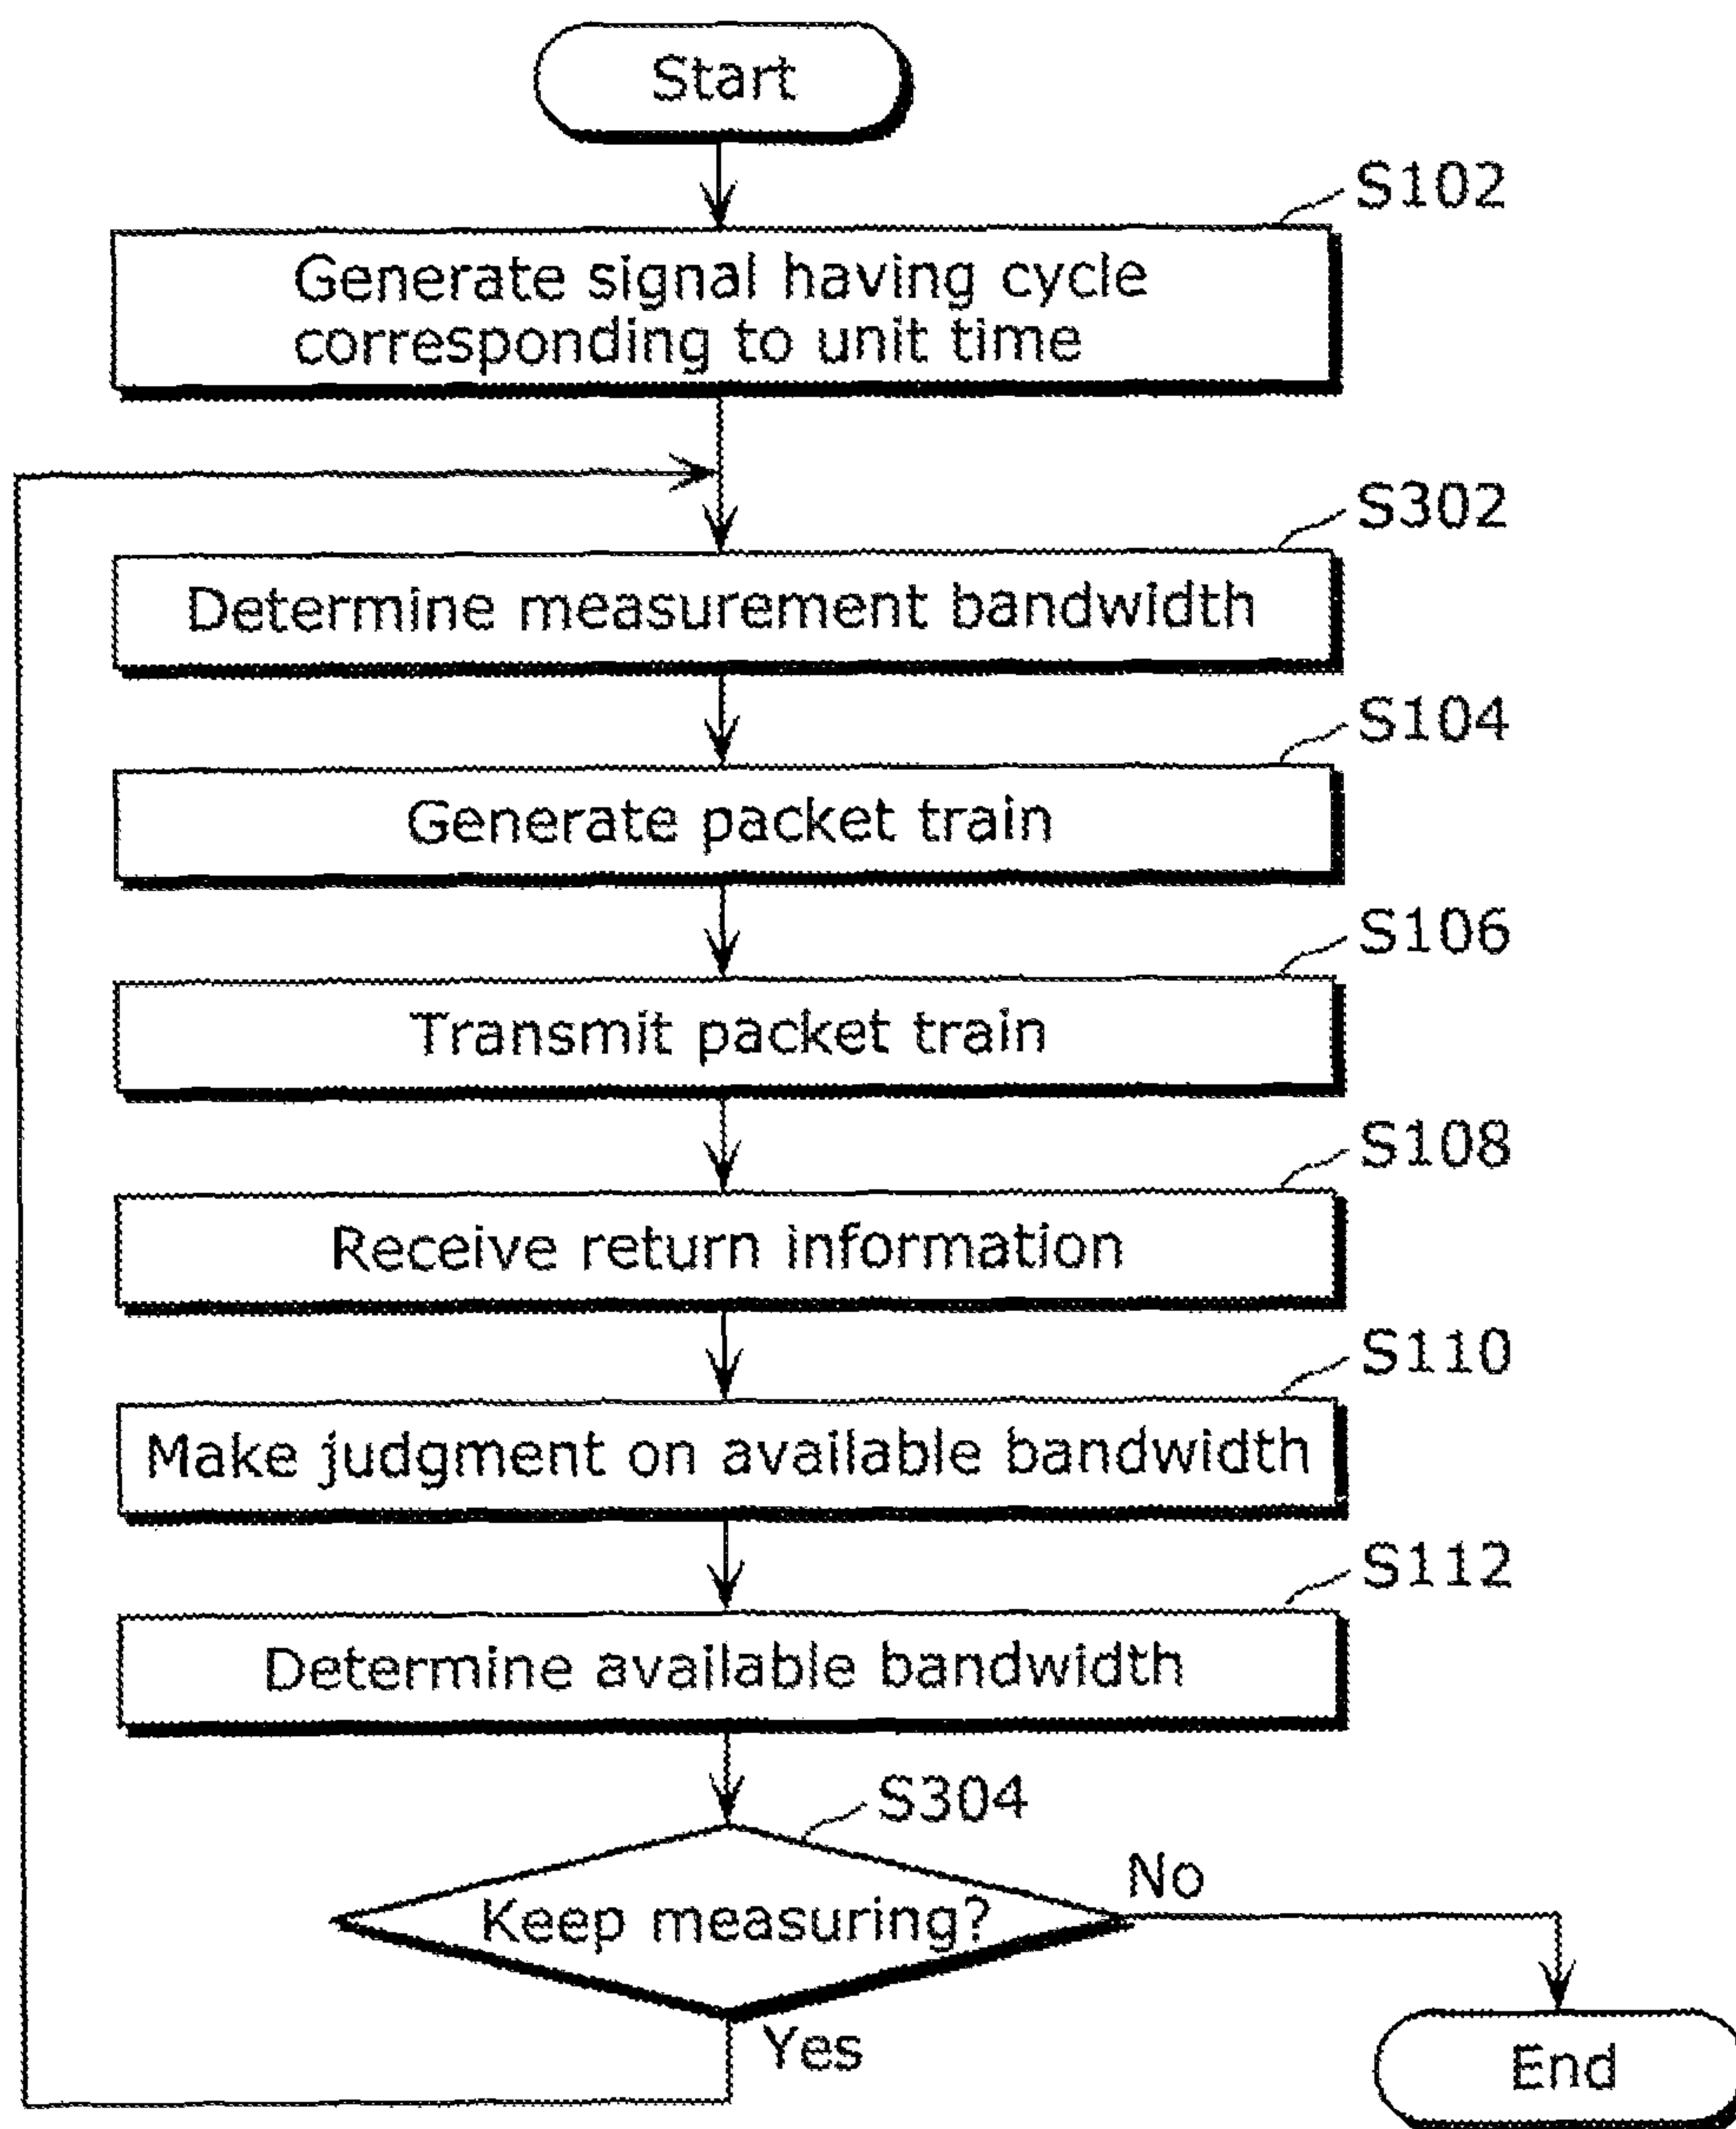 Start
S102
Generate signal having cycle
corresponding to unit time
S302
Determine measurement bandwidth
S104
Generate packet train
S106
Transmit packet train
S108
Receive return information
S110
Make judgment on available bandwidth
S112
Determine available bandwidth
S304
Keep measuring?
No
Yes
End